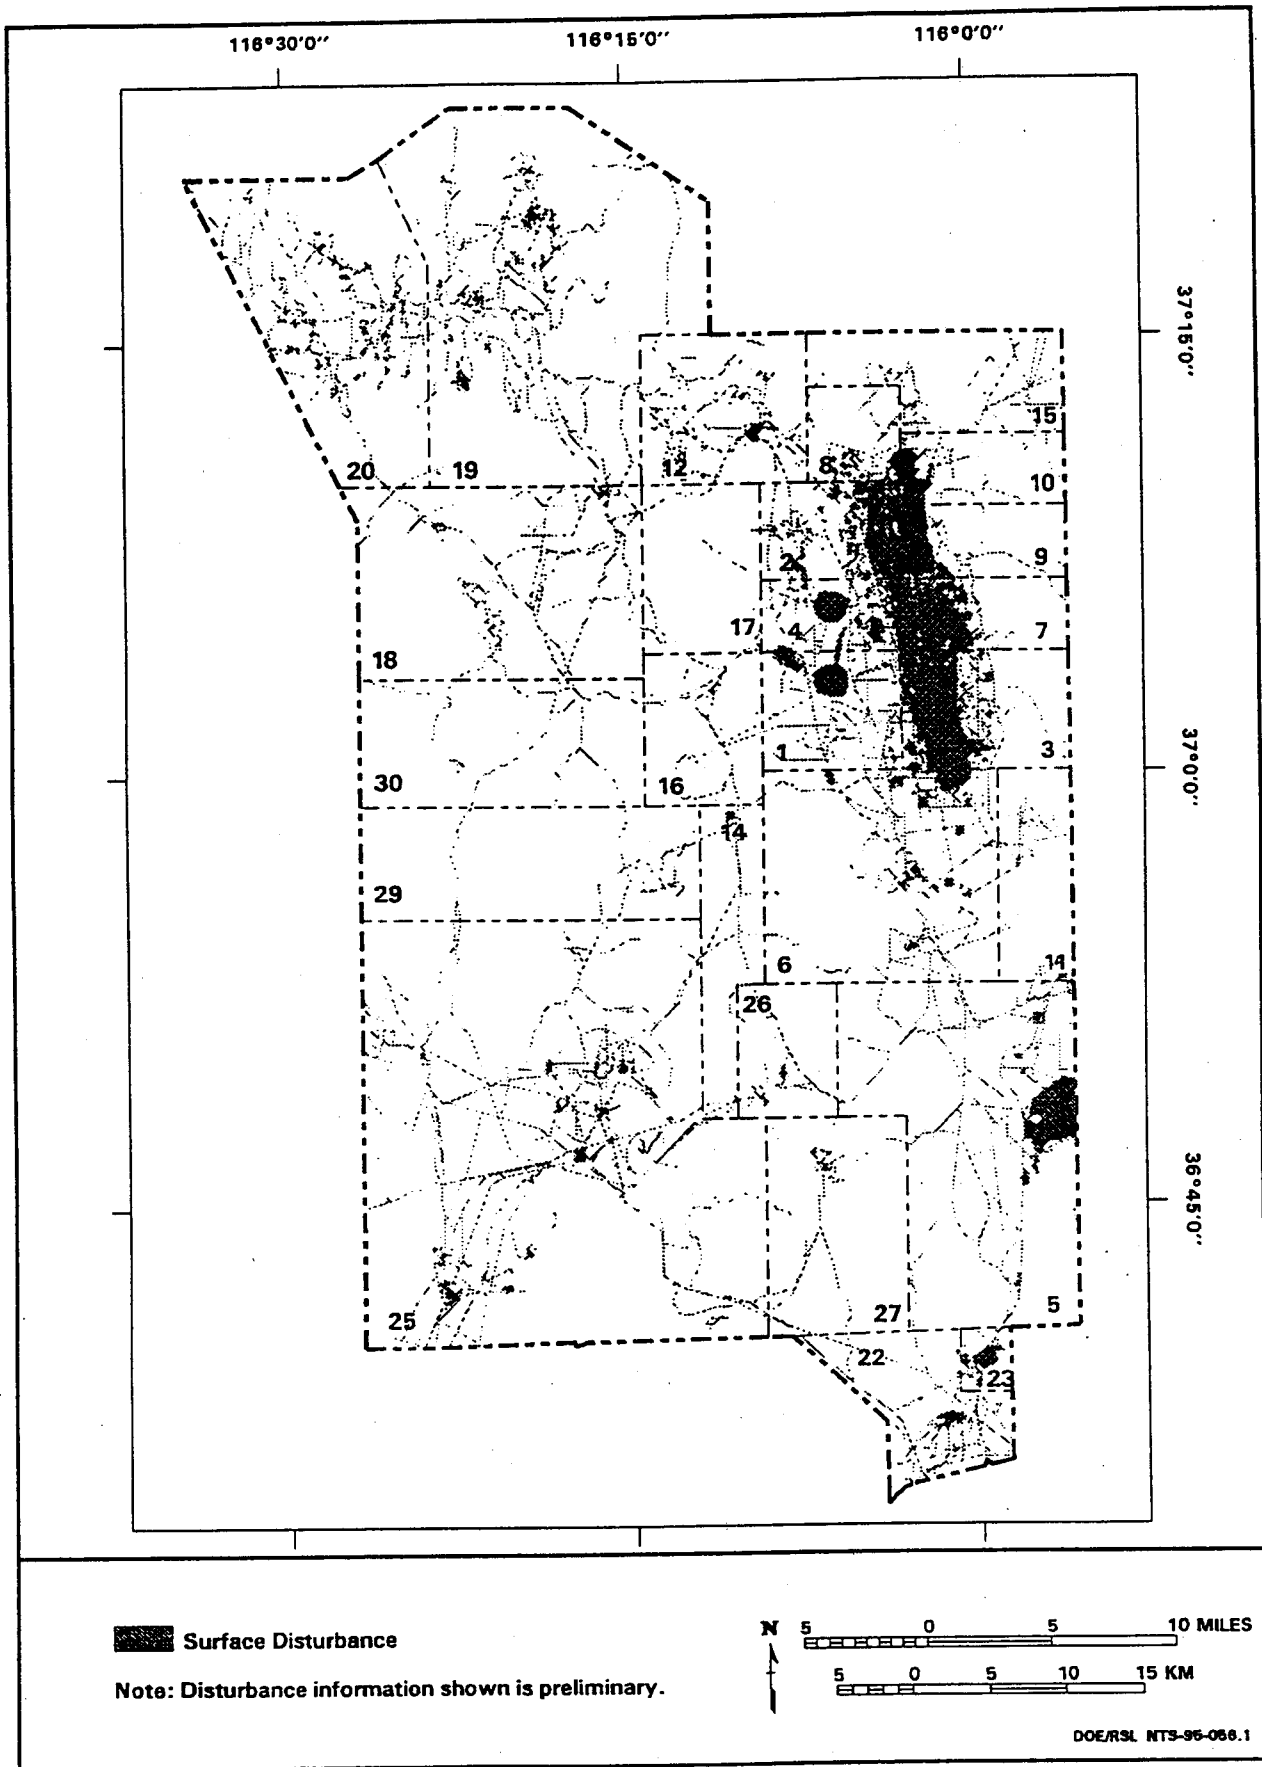 116°30'0" 116°15'0" 116°0'0"
37°15'0"
15
20 19 12 8
10
2 9
17 4 7
18
1 3
30 16
37°0'0"
14
29
6 11
26
36°45'0"
25 27 5
22
23
Surface Disturbance
N 5 0 5 10 MILES
5 0 5 10 15 KM
Note: Disturbance information shown is preliminary.
DOE/RSL NTS-95-056.1